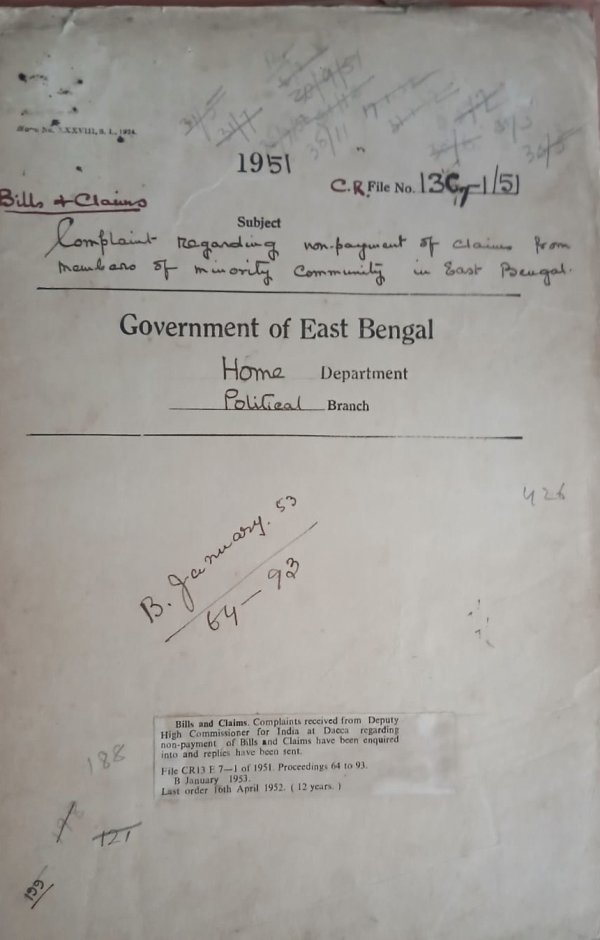 1951
C.R. File No. 13C7-1/51
Bills & Claims
Subject
Complaint regarding non-payment of claims from
members of minority community in East Bengal.
Government of East Bengal
Home Department
Political Branch
426
B. January. 53
64-93
Bills and Claims. Complaints received from Deputy
High Commissioner for India at Dacca regarding
non-payment of Bills and Claims have been enquired
into and replies have been sent.
File CR13 E 7—1 of 1951. Proceedings 64 to 93.
B January 1953.
Last order 16th April 1952. ( 12 years. )
188
121
199